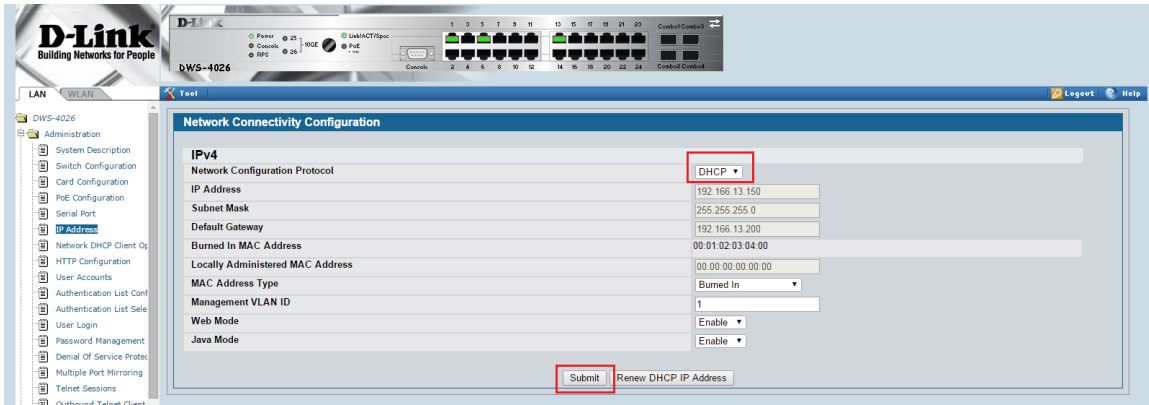 D-Link
Building Networks for People
D-Link
1 3 5 7 9 11 13 15 17 19 21 23 Combo1 Combo3
Power 25 Link/ACT/Spee
Console 26 10GE PoE
RPS
DWS-4026 Console 2 4 6 8 10 12 14 16 18 20 22 24 Combo2 Combo4
LAN WLAN Tool Logout Help
DWS-4026
Administration
System Description
Switch Configuration
Card Configuration
PoE Configuration
Serial Port
IP Address
Network DHCP Client Op
HTTP Configuration
User Accounts
Authentication List Conf
Authentication List Sele
User Login
Password Management
Denial Of Service Protec
Multiple Port Mirroring
Telnet Sessions
Outbound Telnet Client
Network Connectivity Configuration
IPv4
Network Configuration Protocol DHCP
IP Address 192.166.13.150
Subnet Mask 255.255.255.0
Default Gateway 192.166.13.200
Burned In MAC Address 00:01:02:03:04:00
Locally Administered MAC Address 00:00:00:00:00:00
MAC Address Type Burned In
Management VLAN ID 1
Web Mode Enable
Java Mode Enable
Submit Renew DHCP IP Address